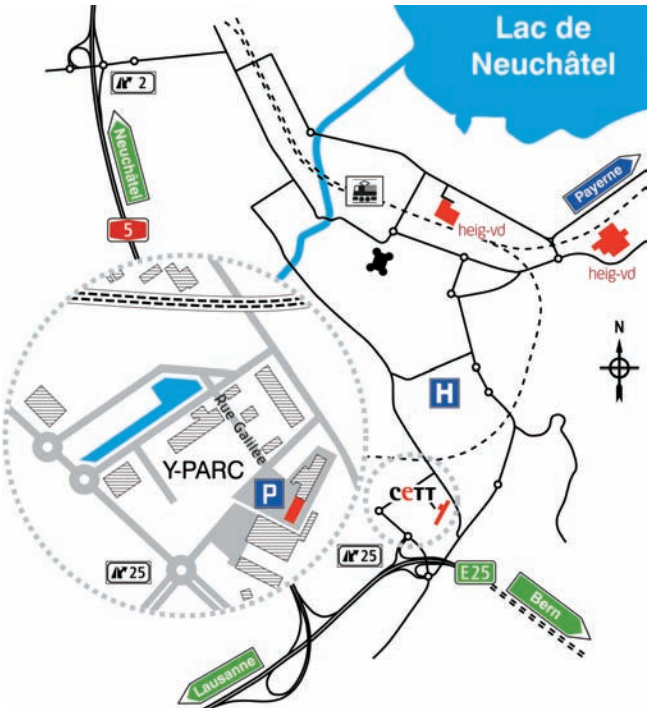 Lac de
Neuchâtel
2
Neuchâtel
Payerne
5
heig-vd
heig-vd
N
H
Rue Galilée
Y-PARC
P
ceTT
25
25
E25
Bern
Lausanne